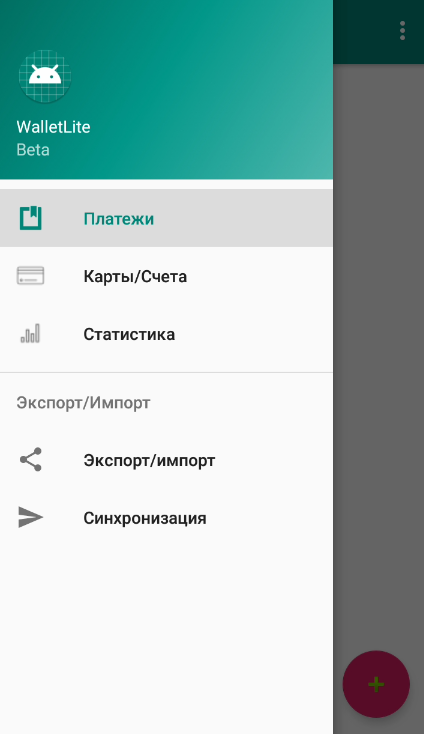 WalletLite
Beta
Платежи
Карты/Счета
Статистика
Экспорт/Импорт
Экспорт/импорт
Синхронизация